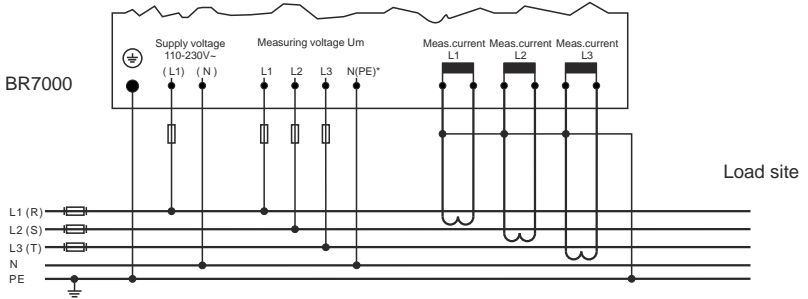 Supply voltage
110-230V~
(L1) (N)
Measuring voltage Um
L1 L2 L3 N(PE)*
Meas.current Meas.current Meas.current
L1 L2 L3
BR7000
Load site
L1 (R)
L2 (S)
L3 (T)
N
PE